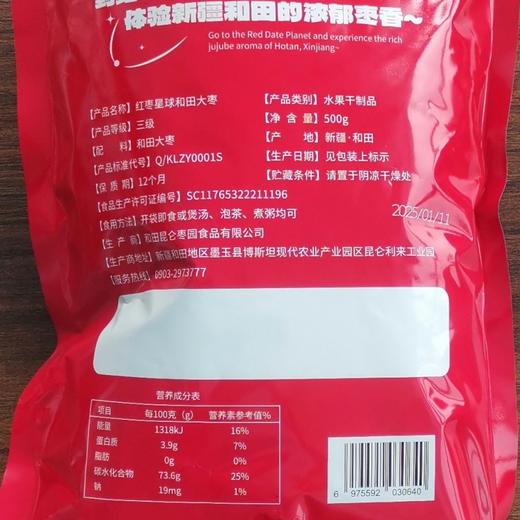 体验新疆和田的浓郁枣香~
Go to the Red Date Planet and experience the rich
jujube aroma of Hotan, Xinjiang~
[产品名称] 红枣星球和田大枣
[产品类别] 水果干制品
[产品等级] 三级
[净 含 量] 500g
[配 料] 和田大枣
[产 地] 新疆·和田
[产品标准代号] Q/KLZY0001S
[生产日期] 见包装上标示
[保 质 期] 12个月
[贮藏条件] 请置于阴凉干燥处
[食品生产许可证编号] SC11765322211196
[食用方法] 开袋即食或煲汤、泡茶、煮粥均可
2025/01/11
[生 产 商] 和田昆仑枣园食品有限公司
[生产商地址] 新疆和田地区墨玉县博斯坦现代农业产业园区昆仑利来工业园
[服务热线] 0903-2973777
营养成分表
项目 每100克（g） 营养素参考值%
能量 1318kJ 16%
蛋白质 3.9g 7%
脂肪 0g 0%
碳水化合物 73.6g 25%
钠 19mg 1%
6 975592 030640